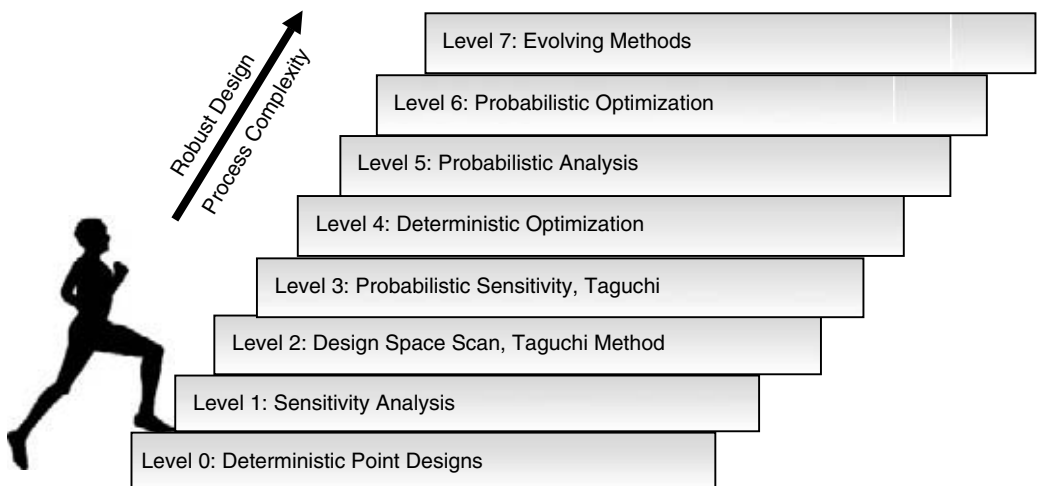 Robust Design
Process Complexity
Level 7: Evolving Methods
Level 6: Probabilistic Optimization
Level 5: Probabilistic Analysis
Level 4: Deterministic Optimization
Level 3: Probabilistic Sensitivity, Taguchi
Level 2: Design Space Scan, Taguchi Method
Level 1: Sensitivity Analysis
Level 0: Deterministic Point Designs